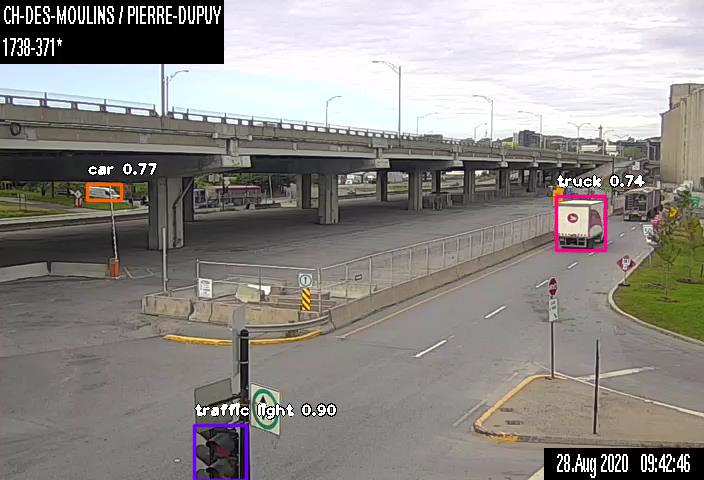 CH-DES-MOULINS / PIERRE-DUPUY
1738-371*
car 0.77
truck 0.74
1
traffic light 0.90
28.Aug 2020 09:42:46